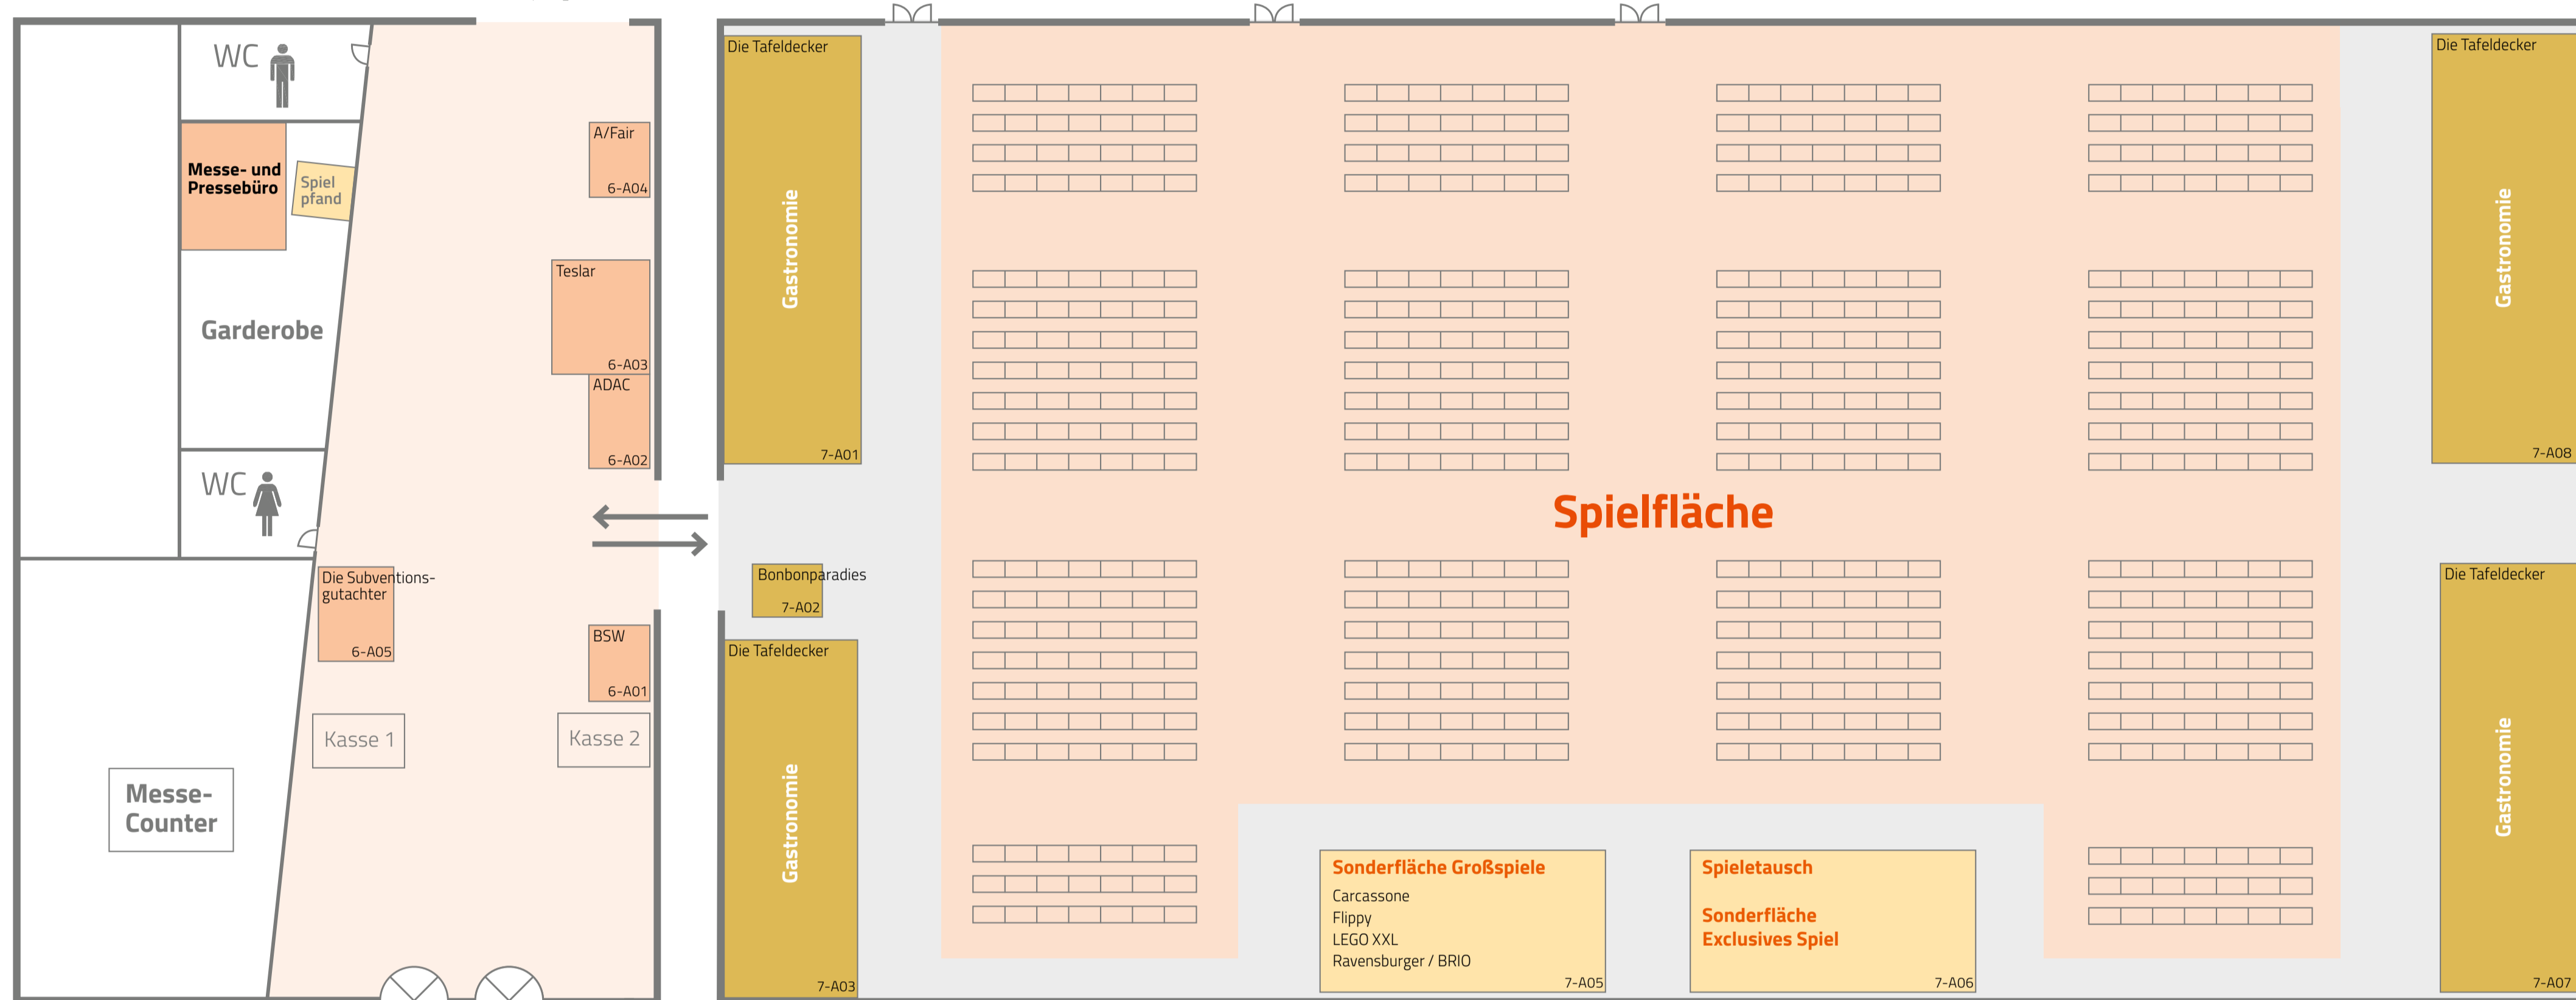 WC
Messe- und
Pressebüro
Spiel
pfand
Garderobe
WC
Die Subventions-
gutachter
6-A05
Kasse 1
Messe-
Counter
A/Fair
6-A04
Teslar
6-A03
ADAC
6-A02
BSW
6-A01
Kasse 2
Die Tafeldecker
Gastronomie
7-A01
Bonbonparadies
7-A02
Die Tafeldecker
Gastronomie
7-A03
Spielfläche
Sonderfläche Großspiele
Carcassone
Flippy
LEGO XXL
Ravensburger / BRIO
7-A05
Spieletausch
Sonderfläche
Exclusives Spiel
7-A06
Die Tafeldecker
Gastronomie
7-A08
Die Tafeldecker
Gastronomie
7-A07